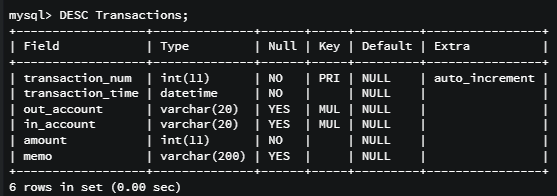 mysql> DESC Transactions;
+------------------+--------------+------+-----+---------+----------------+
| Field            | Type         | Null | Key | Default | Extra          |
+------------------+--------------+------+-----+---------+----------------+
| transaction_num  | int(11)      | NO   | PRI | NULL    | auto_increment |
| transaction_time | datetime     | NO   |     | NULL    |                |
| out_account      | varchar(20)  | YES  | MUL | NULL    |                |
| in_account       | varchar(20)  | YES  | MUL | NULL    |                |
| amount           | int(11)      | NO   |     | NULL    |                |
| memo             | varchar(200) | YES  |     | NULL    |                |
+------------------+--------------+------+-----+---------+----------------+
6 rows in set (0.00 sec)